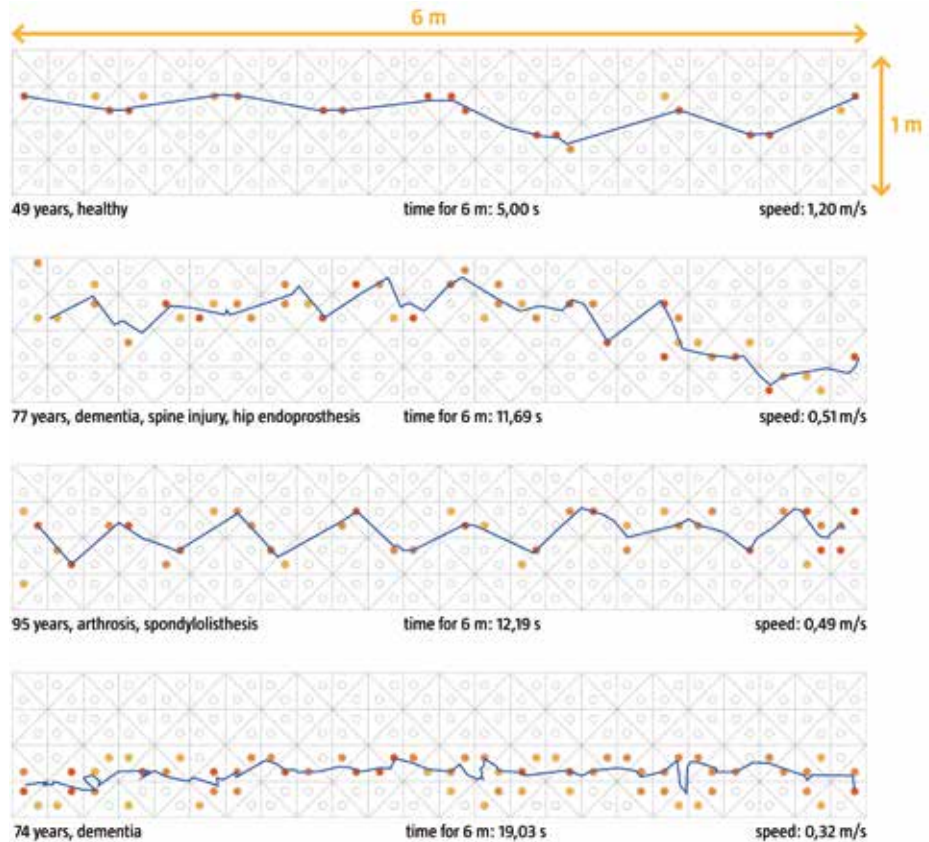 6 m
1 m
49 years, healthy time for 6 m: 5,00 s speed: 1,20 m/s
77 years, dementia, spine injury, hip endoprosthesis time for 6 m: 11,69 s speed: 0,51 m/s
95 years, arthrosis, spondylolisthesis time for 6 m: 12,19 s speed: 0,49 m/s
74 years, dementia time for 6 m: 19,03 s speed: 0,32 m/s